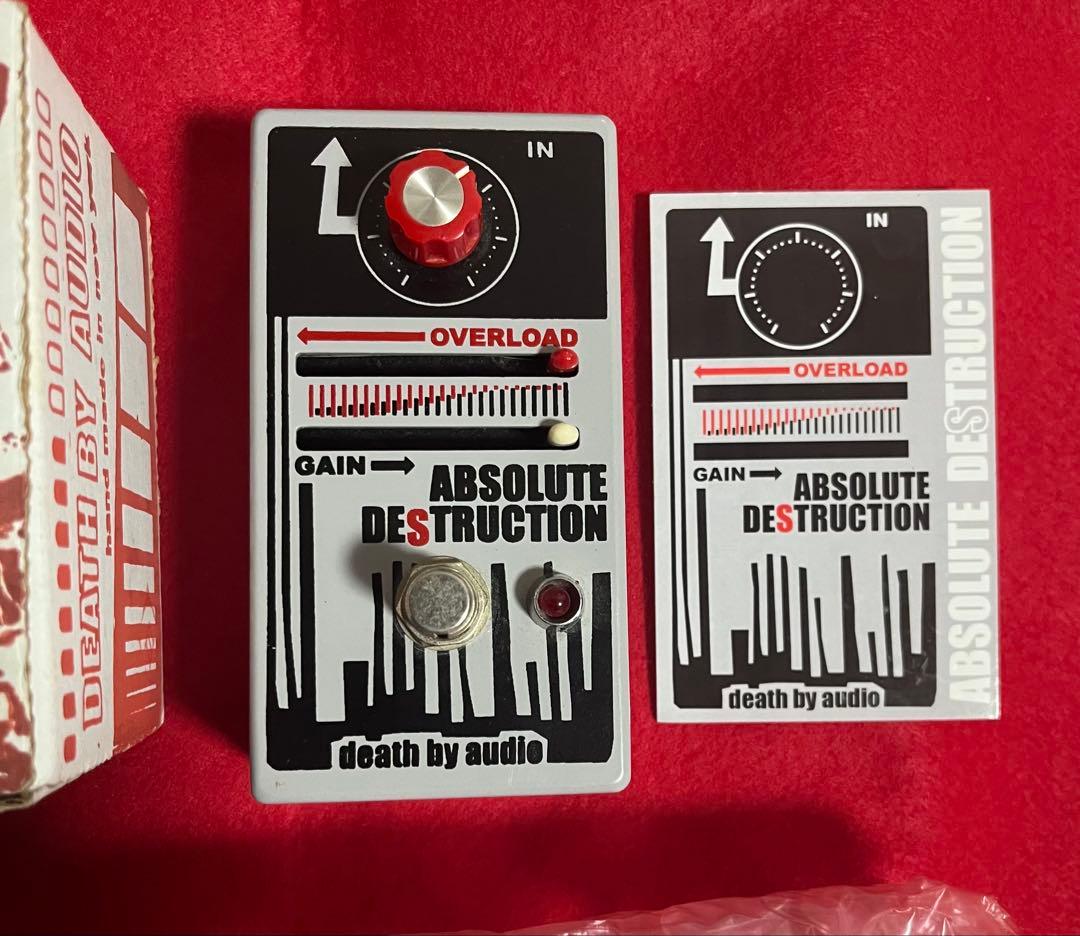 DEATH BY AUDIO
hand made in new york
IN
OVERLOAD
GAIN
ABSOLUTE
DESTRUCTION
death by audio
IN
OVERLOAD
GAIN
ABSOLUTE
DESTRUCTION
death by audio
ABSOLUTE DESTRUCTION